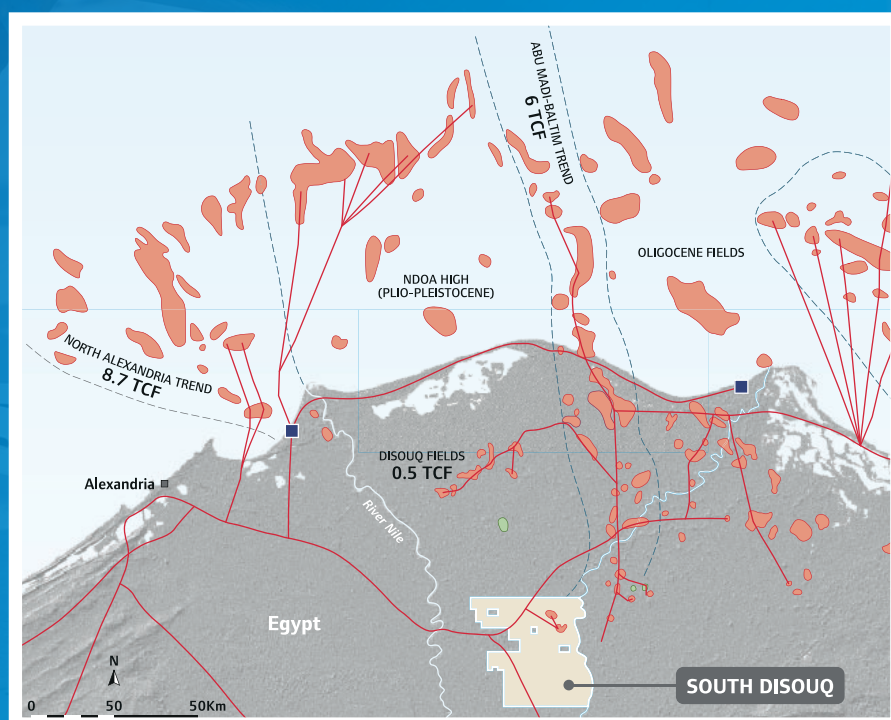 ABU MADI-BALTIM TREND
6 TCF
OLIGOCENE FIELDS
NDOA HIGH
(PLIO-PLEISTOCENE)
NORTH ALEXANDRIA TREND
8.7 TCF
DISOUQ FIELDS
0.5 TCF
Alexandria
River Nile
Egypt
N
0 50 50Km
SOUTH DISOUQ